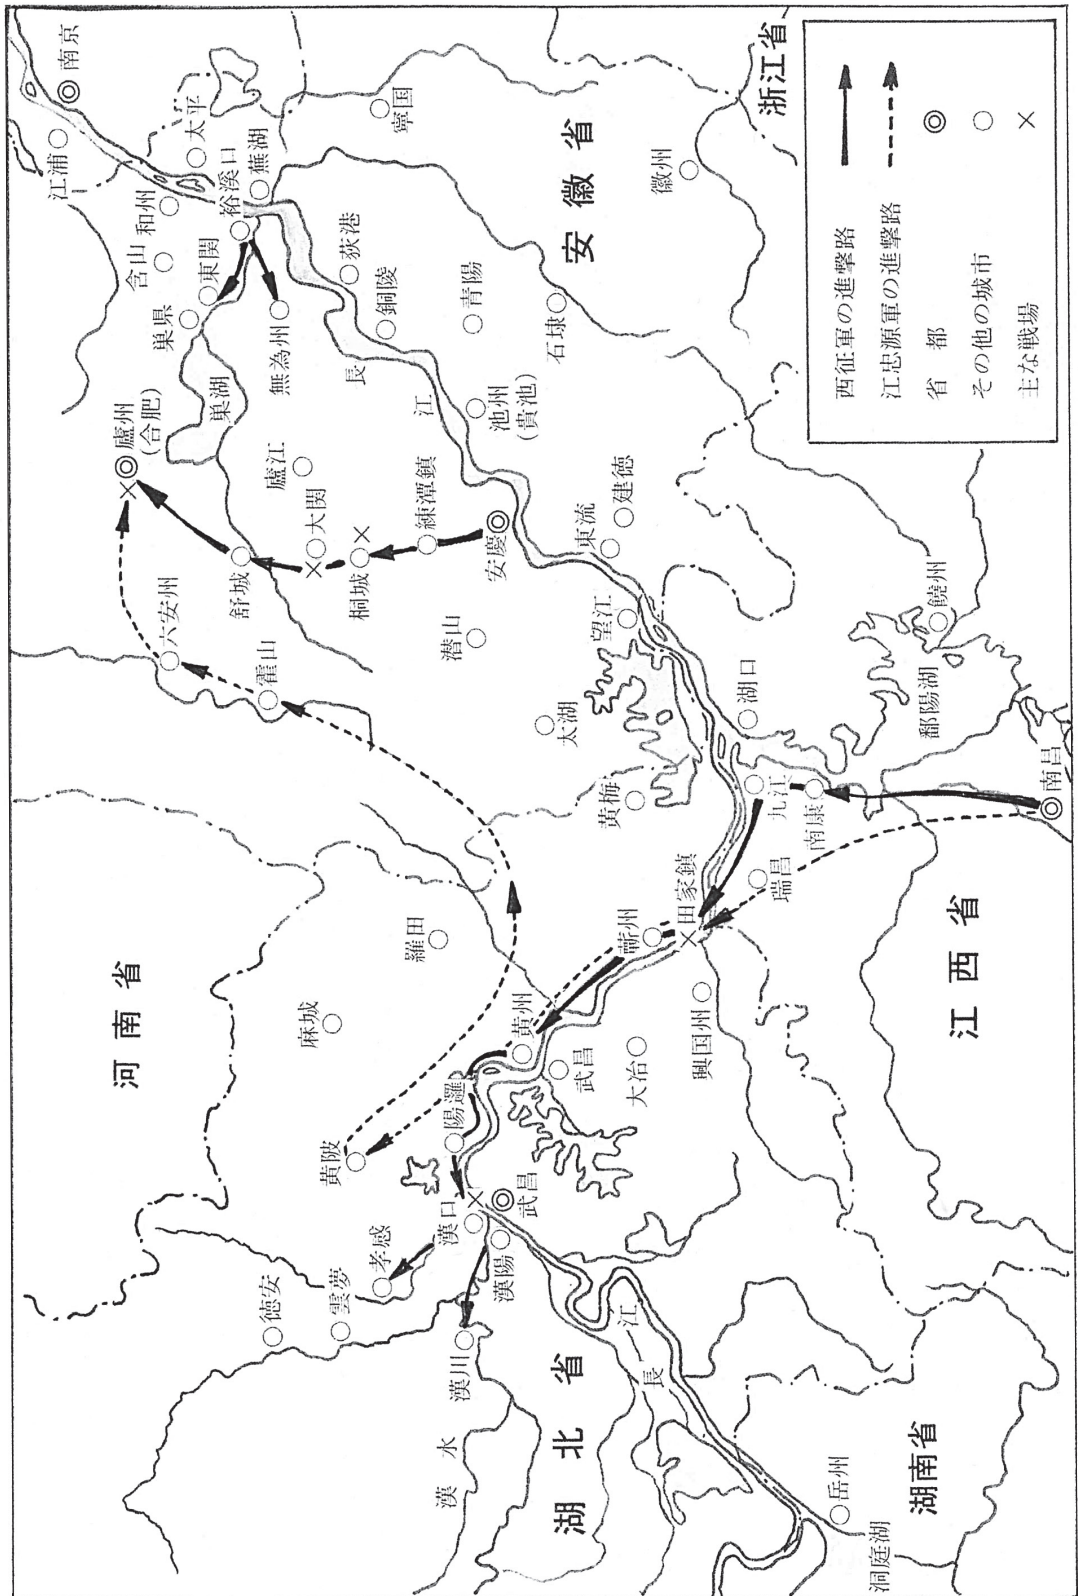 河南省
湖北省
湖南省
江西省
安徽省
浙江省
漢水
長江
長江
洞庭湖
岳州
徳安
雲夢
孝感
漢川
漢口
漢陽
武昌
黄陂
陽邏
黄州
武昌
大冶
興国州
麻城
羅田
蘄州
田家鎮
瑞昌
九江
南康
南昌
黄梅
太湖
湖口
鄱陽湖
饒州
霍山
六安州
潜山
望江
東流
建徳
舒城
大関
桐城
練潭鎮
安慶
廬州
(合肥)
廬江
巣湖
池州
(貴池)
巣県
東関
無為州
銅陵
青陽
石埭
含山
和州
裕溪口
荻港
江浦
南京
太平
蕪湖
寧国
徽州
西征軍の進撃路
江忠源軍の進撃路
省都
その他の城市
主な戦場